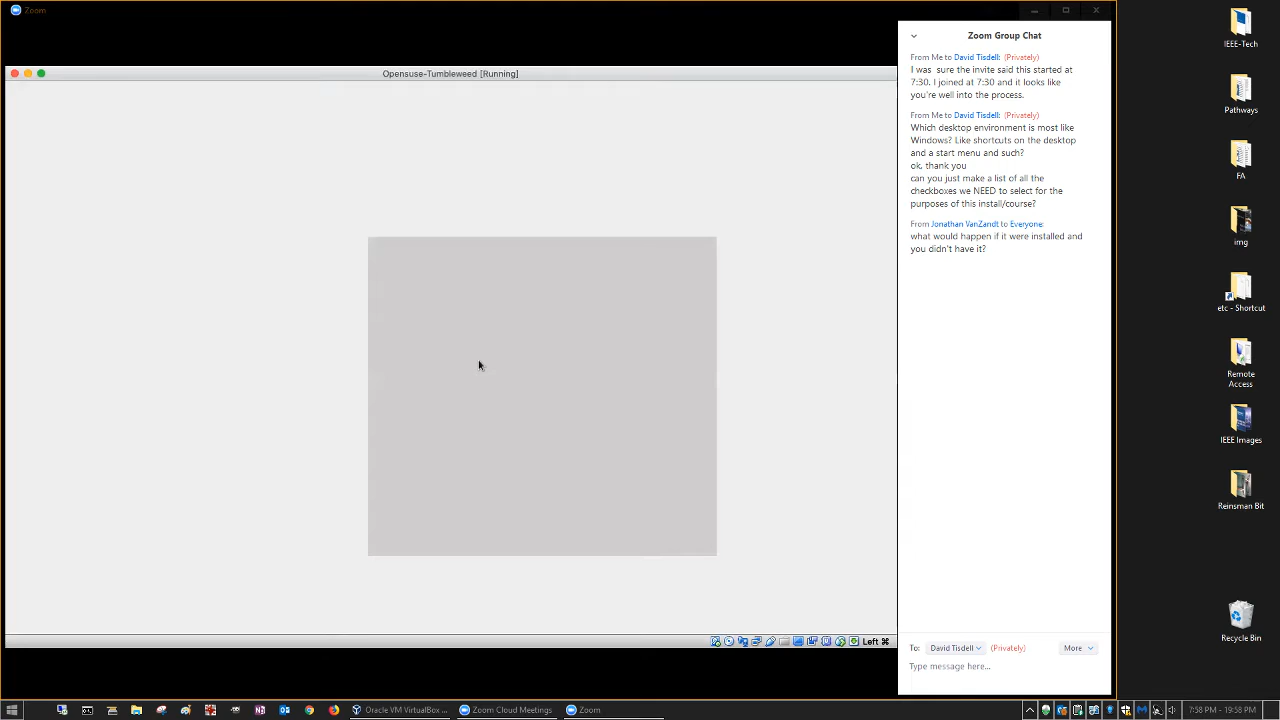 Zoom
Opensuse-Tumbleweed [Running]
Zoom Group Chat
From Me to David Tisdell: (Privately)
I was  sure the invite said this started at
7:30. I joined at 7:30 and it looks like
you're well into the process.
From Me to David Tisdell: (Privately)
Which desktop environment is most like
Windows? Like shortcuts on the desktop
and a start menu and such?
ok, thank you
can you just make a list of all the
checkboxes we NEED to select for the
purposes of this install/course?
From Jonathan VanZandt to Everyone:
what would happen if it were installed and
you didn't have it?
To: David Tisdell (Privately) More
Type message here...
Left ⌘
IEEE-Tech
Pathways
FA
img
etc - Shortcut
Remote
Access
IEEE Images
Reinsman Bit
Recycle Bin
Oracle VM VirtualBox ...
Zoom Cloud Meetings
Zoom
7:58 PM - 19:58 PM